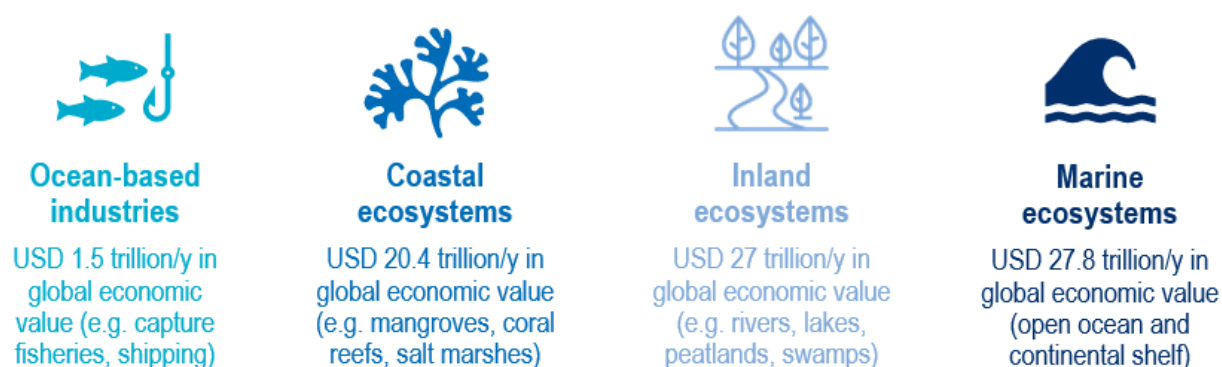 Ocean-based
industries
USD 1.5 trillion/y in
global economic
value (e.g. capture
fisheries, shipping)
Coastal
ecosystems
USD 20.4 trillion/y in
global economic value
(e.g. mangroves, coral
reefs, salt marshes)
Inland
ecosystems
USD 27 trillion/y in
global economic value
(e.g. rivers, lakes,
peatlands, swamps)
Marine
ecosystems
USD 27.8 trillion/y in
global economic value
(open ocean and
continental shelf)